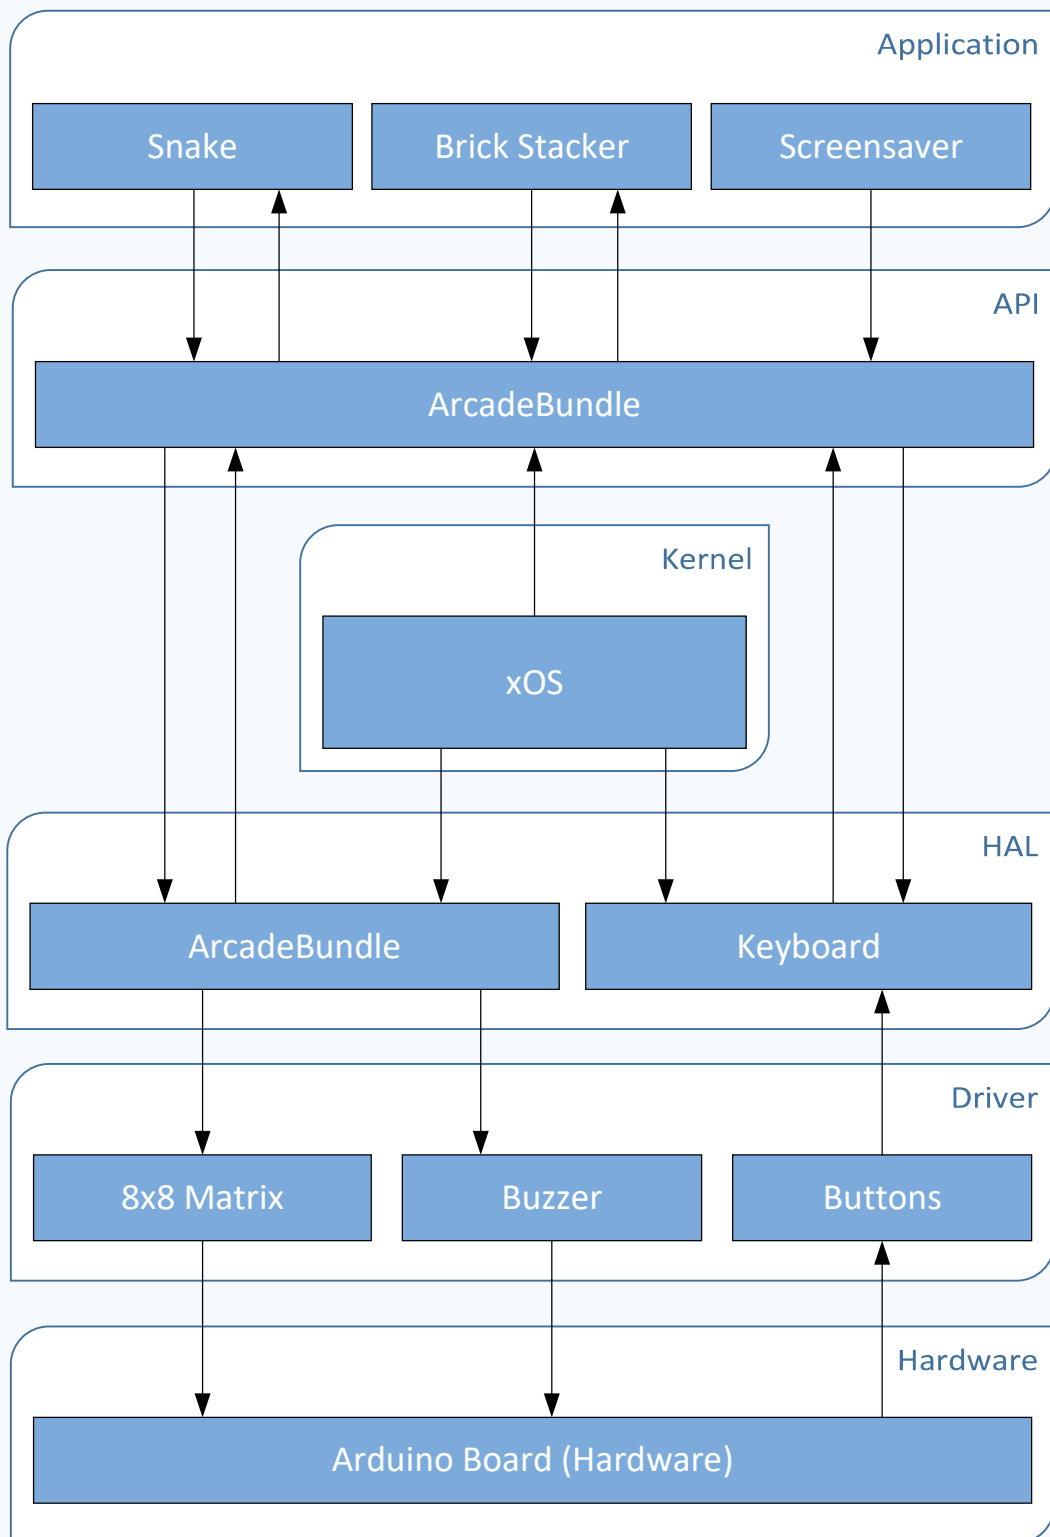 Application
Snake
Brick Stacker
Screensaver
API
ArcadeBundle
Kernel
xOS
HAL
ArcadeBundle
Keyboard
Driver
8x8 Matrix
Buzzer
Buttons
Hardware
Arduino Board (Hardware)